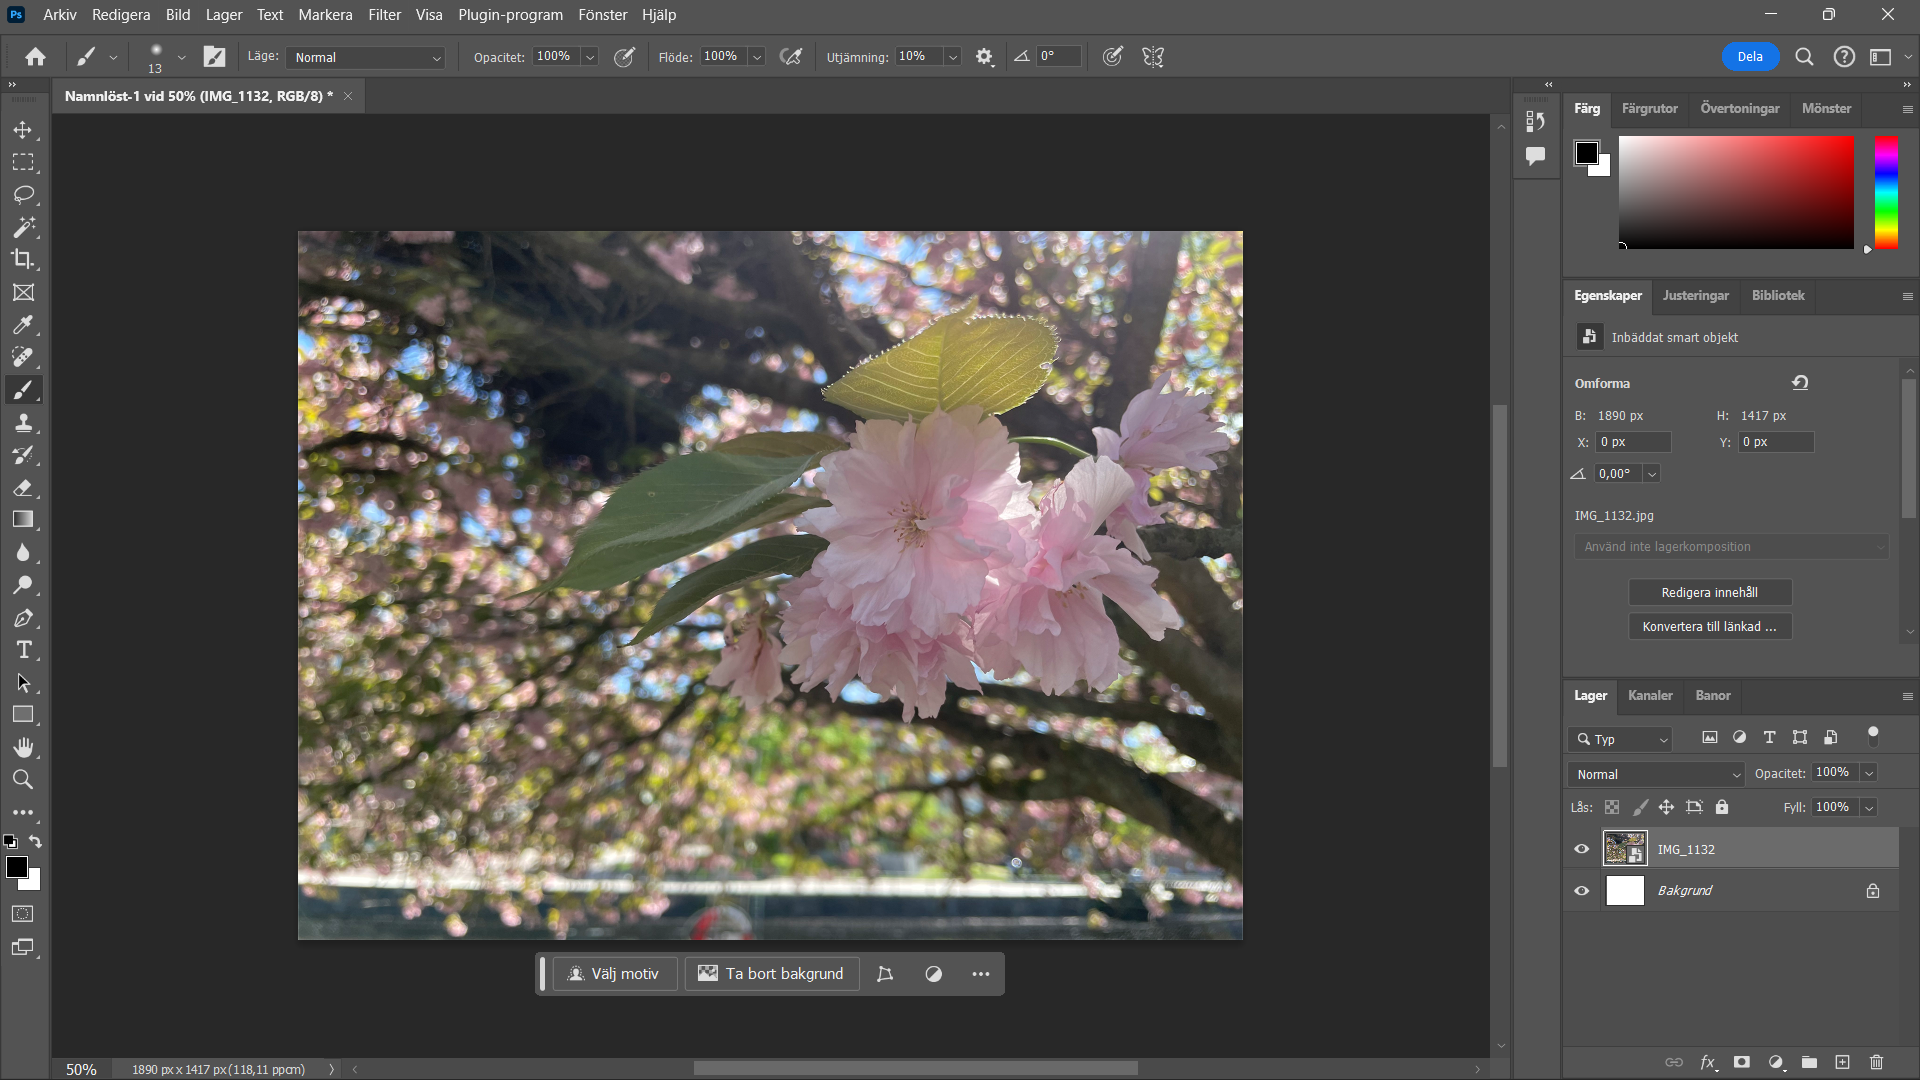 Ps Arkiv Redigera Bild Lager Text Markera Filter Visa Plugin-program Fönster Hjälp
13 Läge: Normal Opacitet: 100% Flöde: 100% Utjämning: 10% 0° Dela
Namnlöst-1 vid 50% (IMG_1132, RGB/8) *
Färg Färgrutor Övertoningar Mönster
Egenskaper Justeringar Bibliotek
Inbäddat smart objekt
Omforma
B: 1890 px H: 1417 px
X: 0 px Y: 0 px
0,00°
IMG_1132.jpg
Använd inte lagerkomposition
Redigera innehåll
Konvertera till länkad ...
Lager Kanaler Banor
Typ
Normal Opacitet: 100%
Lås: Fyll: 100%
IMG_1132
Bakgrund
Välj motiv Ta bort bakgrund
50% 1890 px x 1417 px (118,11 ppcm)
fx